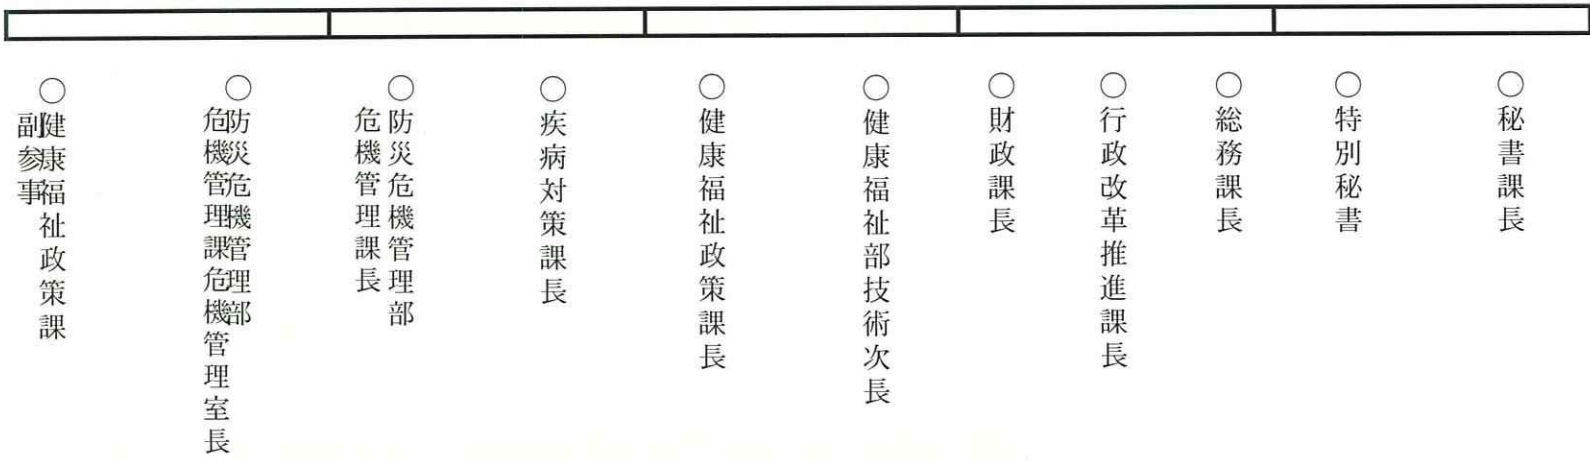 ○秘書課長
○特別秘書
○総務課長
○行政改革推進課長
○財政課長
○健康福祉部技術次長
○健康福祉政策課長
○疾病対策課長
○防災危機管理部
危機管理課長
○防災危機管理部
危機管理課危機管理室長
○健康福祉政策課
副参事